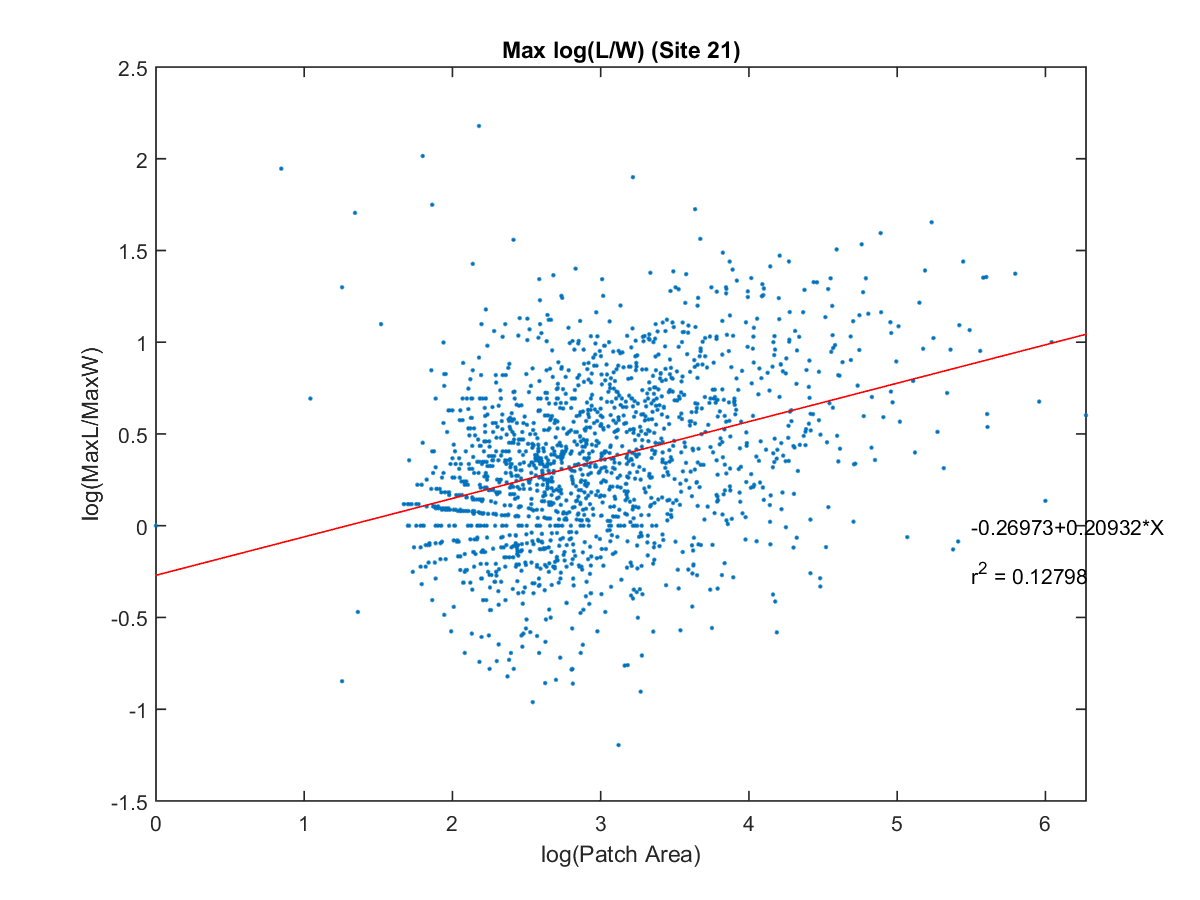 Max log(L/W) (Site 21)
2.5
2
1.5
1
0.5
0
-0.5
-1
-1.5
log(MaxL/MaxW)
-0.26973+0.20932*X
r² = 0.12798
0 1 2 3 4 5 6
log(Patch Area)